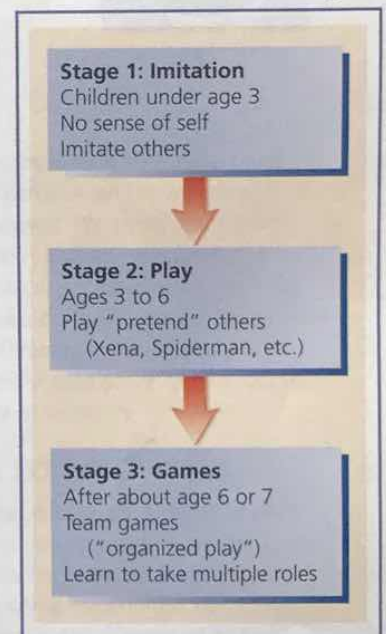 Stage 1: Imitation
Children under age 3
No sense of self
Imitate others
Stage 2: Play
Ages 3 to 6
Play “pretend” others
(Xena, Spiderman, etc.)
Stage 3: Games
After about age 6 or 7
Team games
(“organized play”)
Learn to take multiple roles